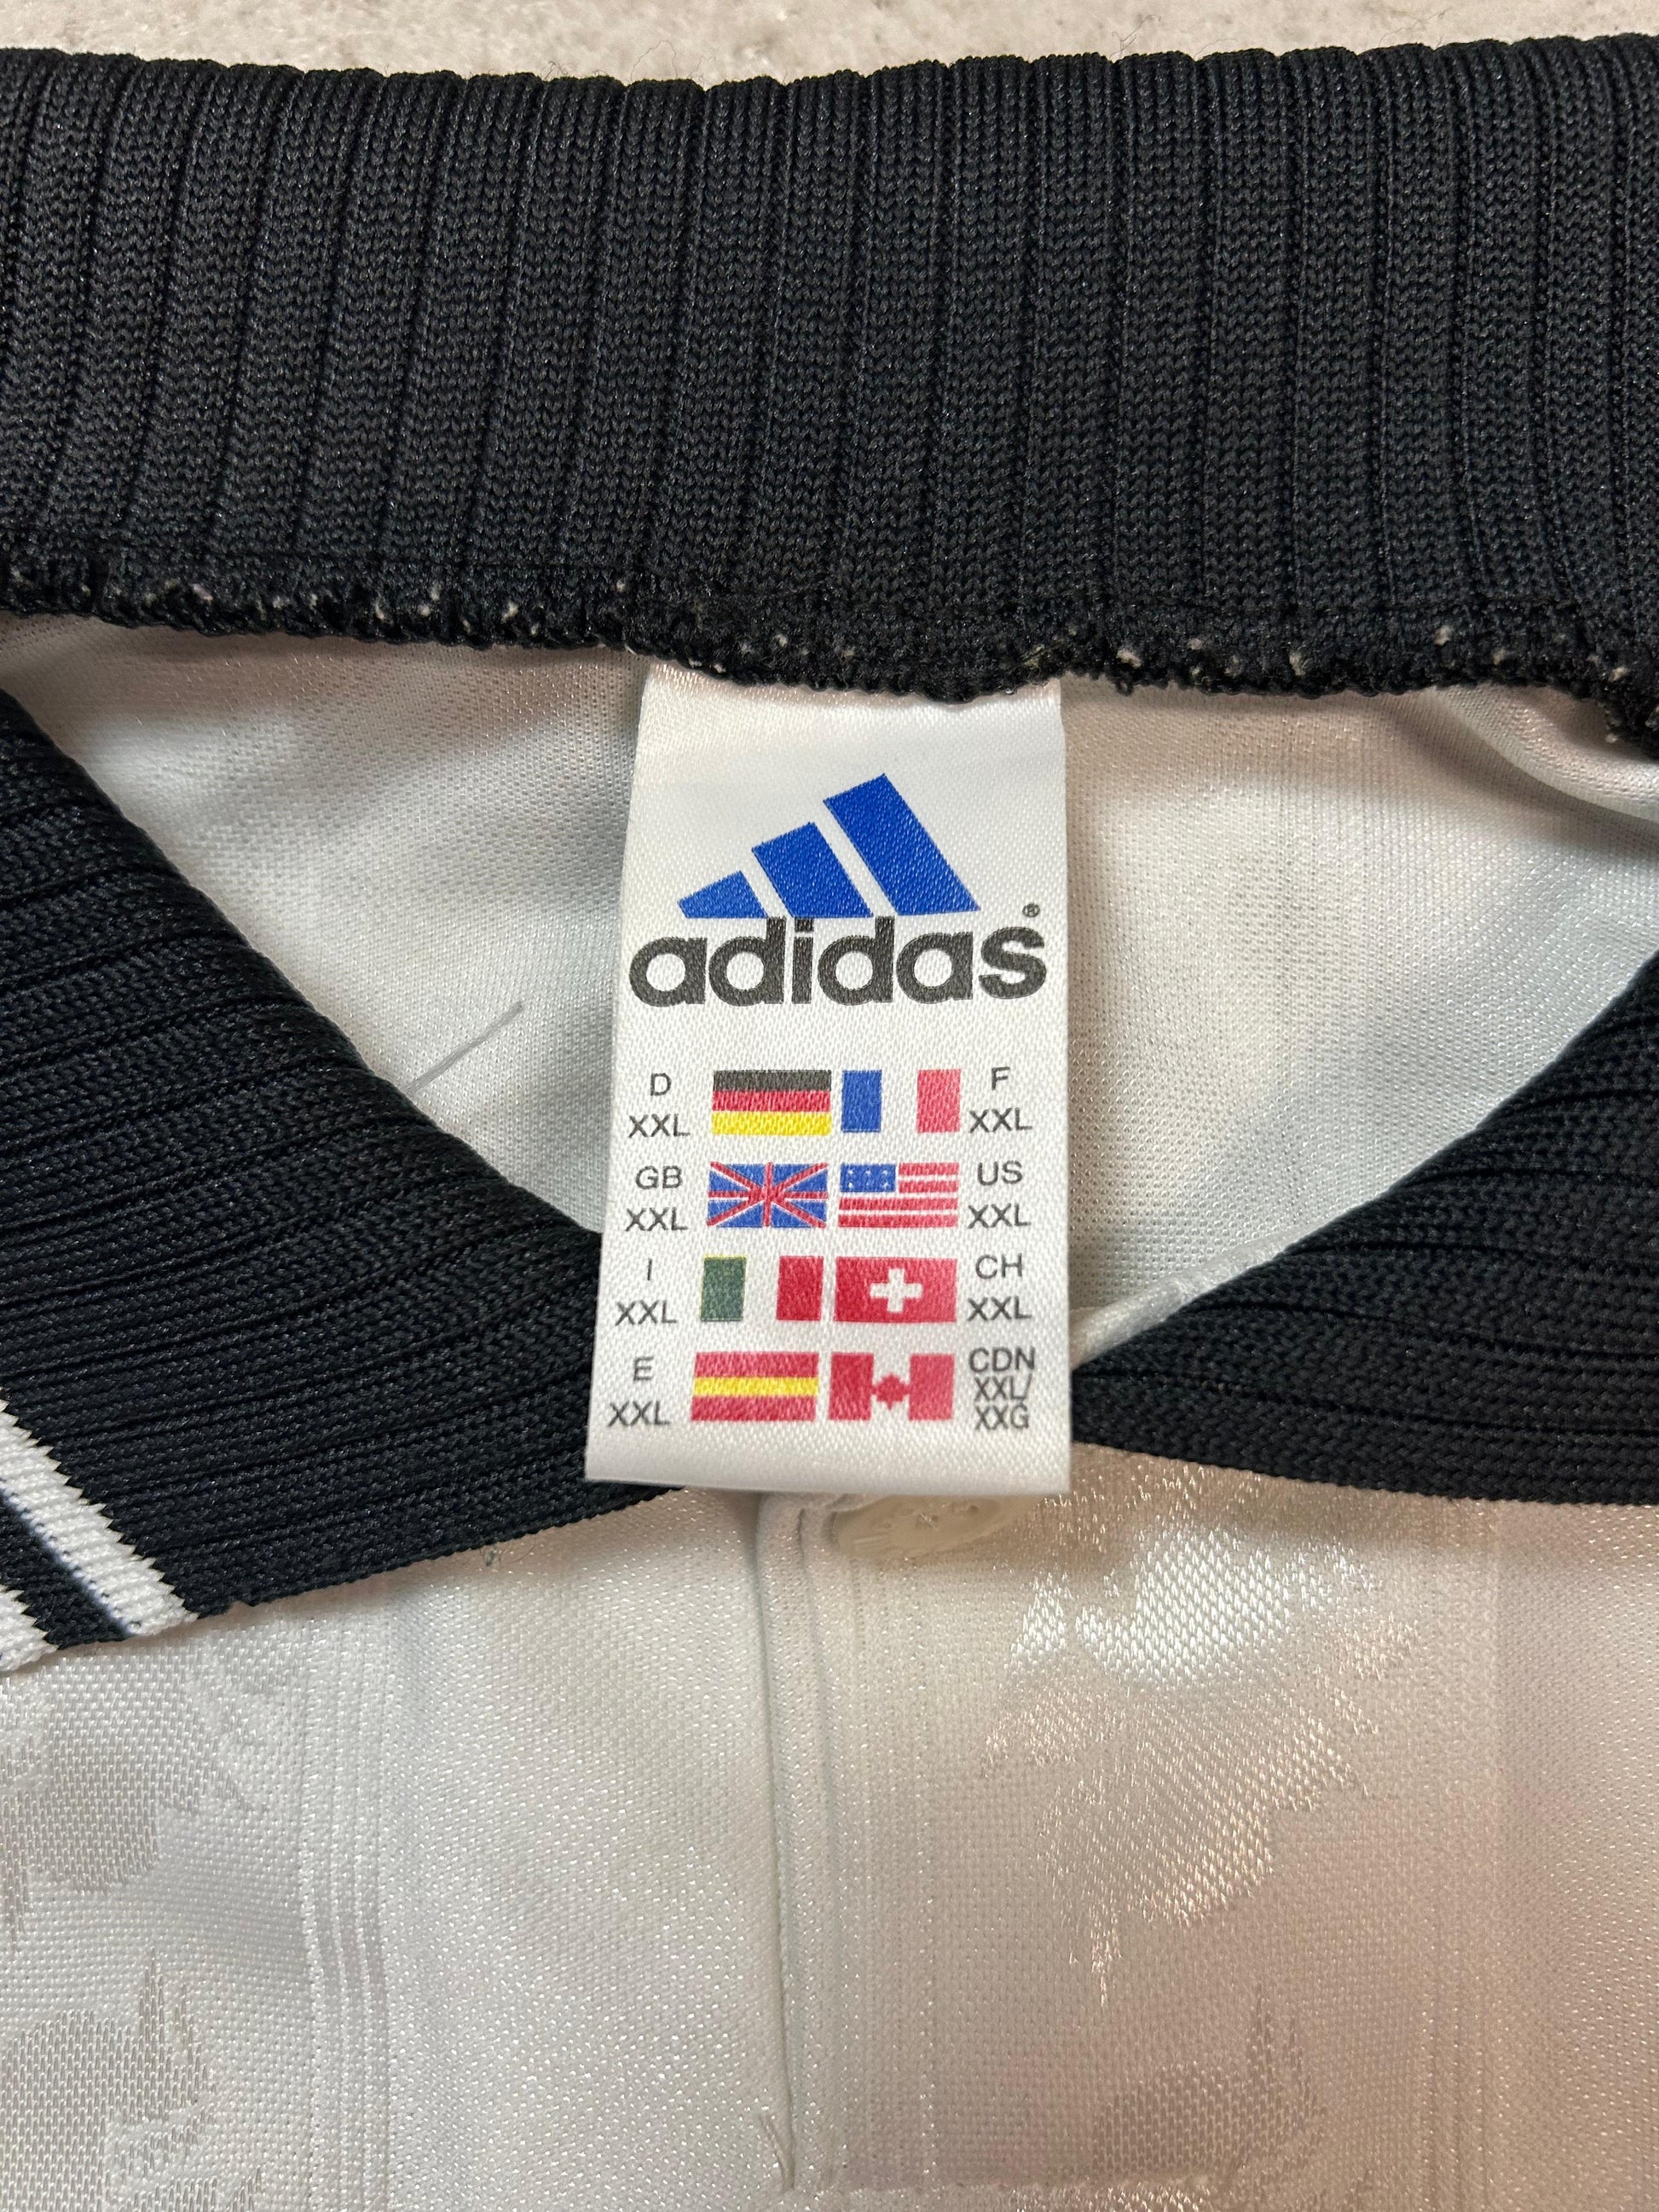 adidas®
D F
XXL XXL
GB US
XXL XXL
I CH
XXL XXL
E CDN
XXL XXL/
XXG